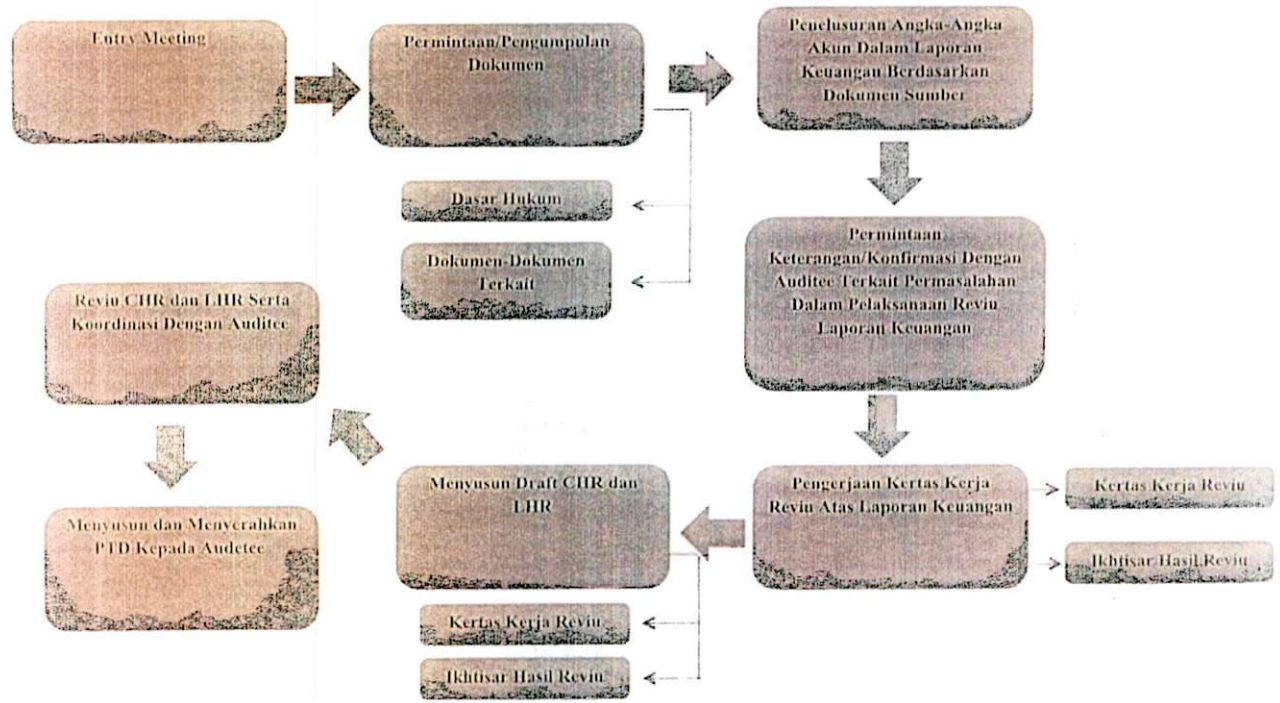 Entry Meeting
Permintaan/Pengumpulan
Dokumen
Dasar Hukum
Dokumen-Dokumen
Terkait
Penelusuran Angka-Angka
Akun Dalam Laporan
Keuangan Berdasarkan
Dokumen Sumber
Permintaan
Keterangan/Konfirmasi Dengan
Auditee Terkait Permasalahan
Dalam Pelaksanaan Reviu
Laporan Keuangan
Pengerjaan Kertas Kerja
Reviu Atas Laporan Keuangan
Kertas Kerja Reviu
Ikhtisar Hasil Reviu
Menyusun Draft CHR dan
LHR
Kertas Kerja Reviu
Ikhtisar Hasil Reviu
Reviu CHR dan LHR Serta
Koordinasi Dengan Auditee
Menyusun dan Menyerahkan
PTD Kepada Audetee